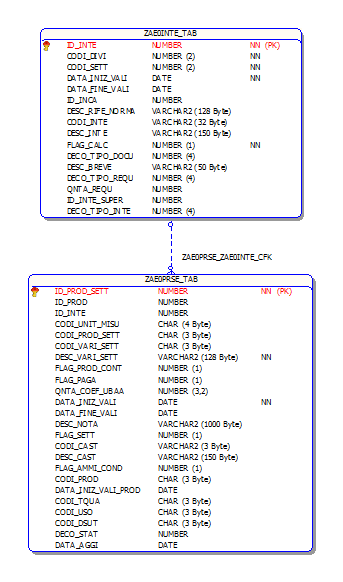 ZAE0INTE_TAB
ID_INTE NUMBER NN (PK)
CODI_DIVI NUMBER (2) NN
CODI_SETT NUMBER (2) NN
DATA_INIZ_VALI DATE NN
DATA_FINE_VALI DATE
ID_INCA NUMBER
DESC_RIFE_NORMA VARCHAR2 (128 Byte)
CODI_INTE VARCHAR2 (32 Byte)
DESC_INTE VARCHAR2 (150 Byte)
FLAG_CALC NUMBER (1) NN
DECO_TIPO_DOCU NUMBER (4)
DESC_BREVE VARCHAR2 (50 Byte)
DECO_TIPO_REQU NUMBER (4)
QNTA_REQU NUMBER
ID_INTE_SUPER NUMBER
DECO_TIPO_INTE NUMBER (4)
ZAE0PRSE_ZAE0INTE_CFK
ZAE0PRSE_TAB
ID_PROD_SETT NUMBER NN (PK)
ID_PROD NUMBER
ID_INTE NUMBER
CODI_UNIT_MISU CHAR (4 Byte)
CODI_PROD_SETT CHAR (3 Byte)
CODI_VARI_SETT CHAR (3 Byte)
DESC_VARI_SETT VARCHAR2 (128 Byte) NN
FLAG_PROD_CONT NUMBER (1)
FLAG_PAGA NUMBER (1)
QNTA_COEF_UBAA NUMBER (3,2)
DATA_INIZ_VALI DATE NN
DATA_FINE_VALI DATE
DESC_NOTA VARCHAR2 (1000 Byte)
FLAG_SETT NUMBER (1)
CODI_CAST VARCHAR2 (3 Byte)
DESC_CAST VARCHAR2 (150 Byte)
FLAG_AMMI_COND NUMBER (1)
CODI_PROD CHAR (3 Byte)
DATA_INIZ_VALI_PROD DATE
CODI_TQUA CHAR (3 Byte)
CODI_USO CHAR (3 Byte)
CODI_DSUT CHAR (3 Byte)
DECO_STAT NUMBER
DATA_AGGI DATE